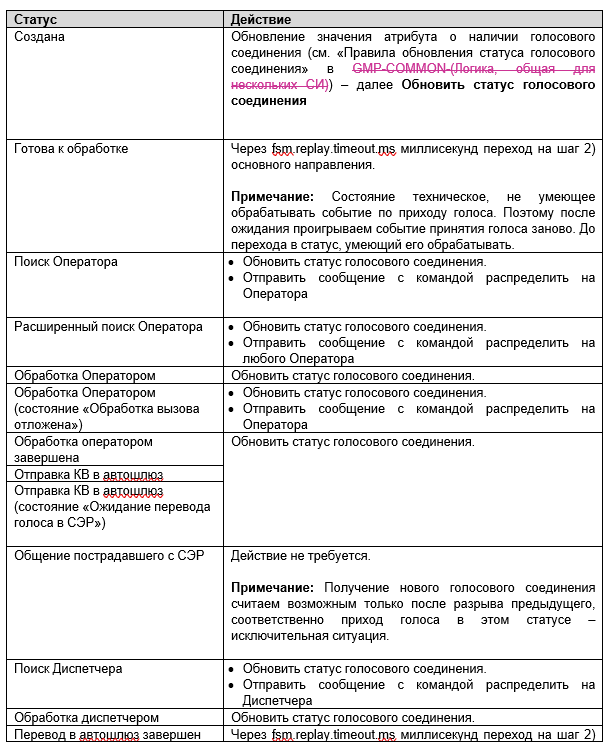 Статус
Действие
Создана
Обновление значения атрибута о наличии голосового
соединения (см. «Правила обновления статуса голосового
соединения» в GMP-COMMON-(Логика, общая для
нескольких СИ)) – далее Обновить статус голосового
соединения
Готова к обработке
Через fsm.replay.timeout.ms миллисекунд переход на шаг 2)
основного направления.
Примечание: Состояние техническое, не умеющее
обрабатывать событие по приходу голоса. Поэтому после
ожидания проигрываем событие принятия голоса заново. До
перехода в статус, умеющий его обрабатывать.
Поиск Оператора
• Обновить статус голосового соединения.
• Отправить сообщение с командой распределить на
Оператора
Расширенный поиск Оператора
• Обновить статус голосового соединения.
• Отправить сообщение с командой распределить на
любого Оператора
Обработка Оператором
Обновить статус голосового соединения.
Обработка Оператором
(состояние «Обработка вызова
отложена»)
• Обновить статус голосового соединения.
• Отправить сообщение с командой распределить на
Оператора
Обработка оператором
завершена
Обновить статус голосового соединения.
Отправка КВ в автошлюз
Отправка КВ в автошлюз
(состояние «Ожидание перевода
голоса в СЭР»)
Общение пострадавшего с СЭР
Действие не требуется.
Примечание: Получение нового голосового соединения
считаем возможным только после разрыва предыдущего,
соответственно приход голоса в этом статусе –
исключительная ситуация.
Поиск Диспетчера
• Обновить статус голосового соединения.
• Отправить сообщение с командой распределить на
Диспетчера
Обработка диспетчером
Обновить статус голосового соединения.
Перевод в автошлюз завершен
Через fsm.replay.timeout.ms миллисекунд переход на шаг 2)